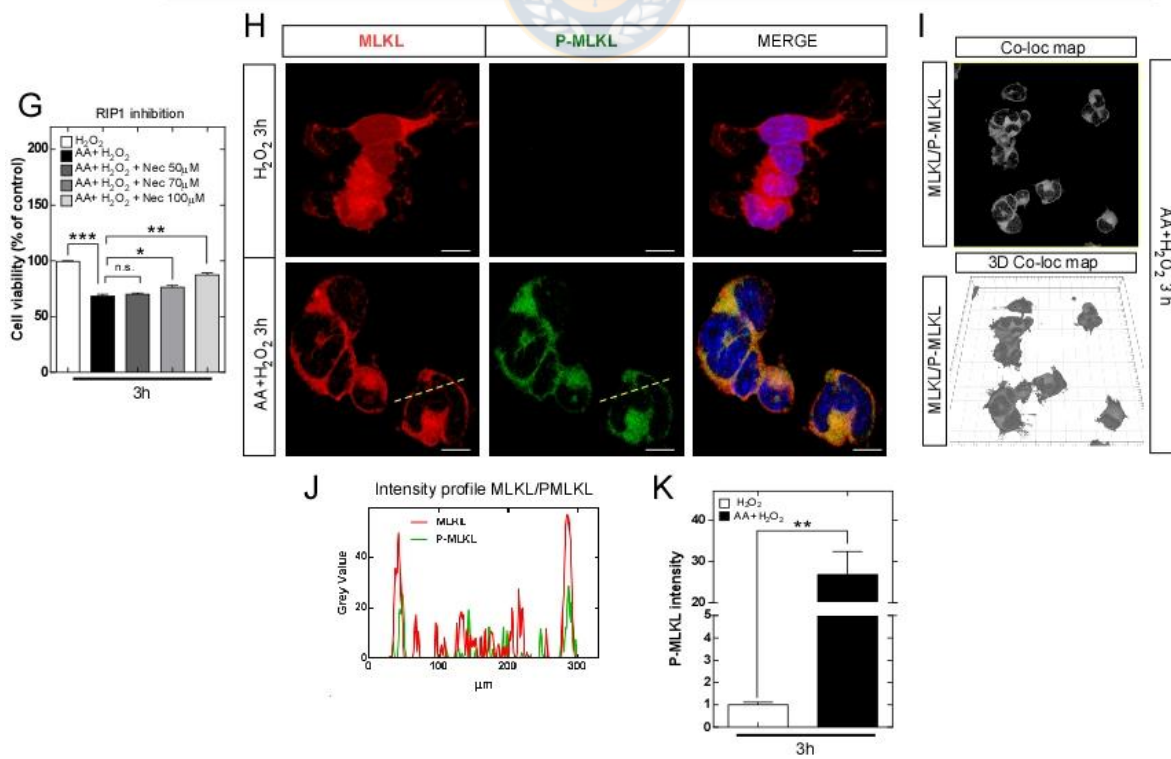 G
RIP1 inhibition
H₂O₂
AA+ H₂O₂
AA+ H₂O₂ + Nec 50μM
AA+ H₂O₂ + Nec 70μM
AA+ H₂O₂ + Nec 100μM
Cell viability (% of control)
200
150
100
50
0
***
n.s.
*
**
3h
H
MLKL
P-MLKL
MERGE
H₂O₂ 3h
AA+H₂O₂ 3h
I
Co-loc map
MLKL/P-MLKL
3D Co-loc map
MLKL/P-MLKL
AA+H₂O₂ 3 h
J
Intensity profile MLKL/PMLKL
MLKL
P-MLKL
Grey Value
40
20
0
0 100 200 300
μm
K
H₂O₂
AA+H₂O₂
P-MLKL intensity
40
30
20
5
4
3
2
1
0
**
3h